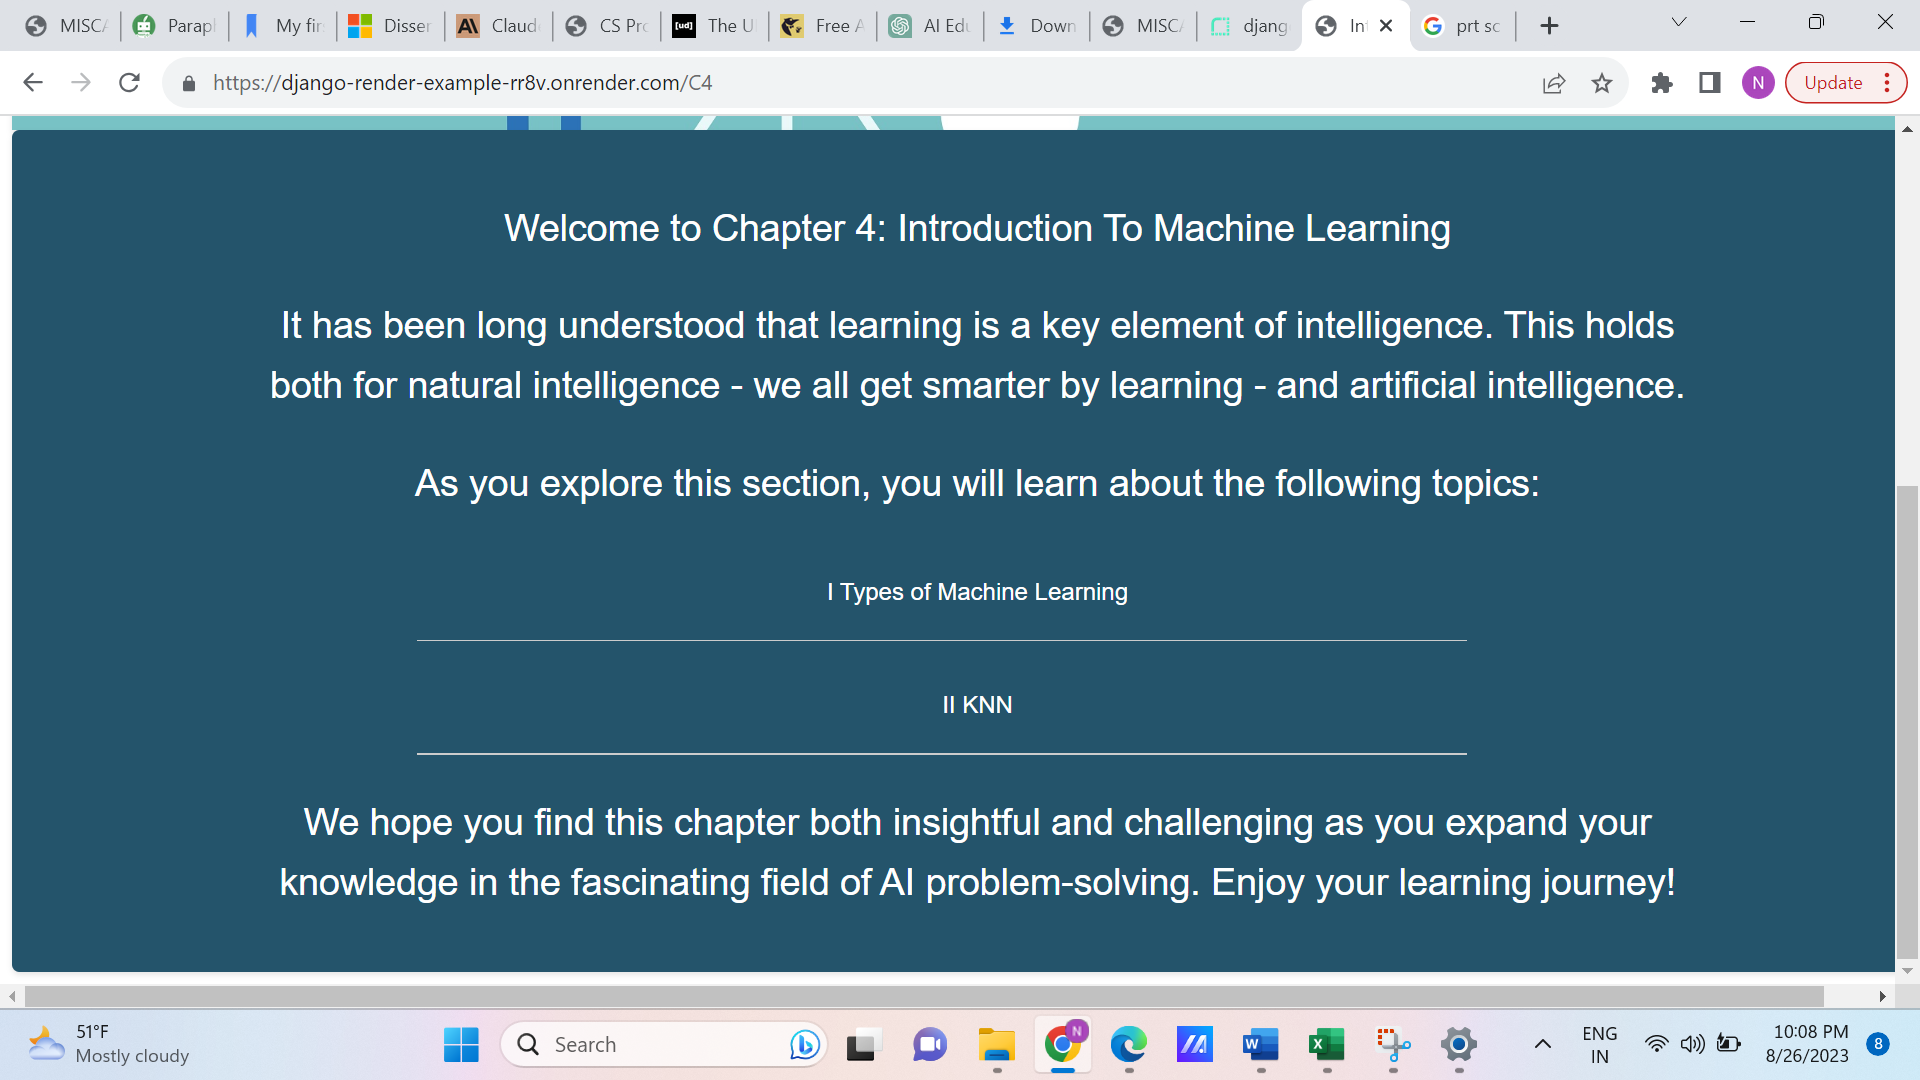 MISCA Parap My fir Disser Claud CS Pro The U Free A AI Edu Down MISCA djang In prt sc
https://django-render-example-rr8v.onrender.com/C4
N Update
Welcome to Chapter 4: Introduction To Machine Learning
It has been long understood that learning is a key element of intelligence. This holds
both for natural intelligence - we all get smarter by learning - and artificial intelligence.
As you explore this section, you will learn about the following topics:
I Types of Machine Learning
II KNN
We hope you find this chapter both insightful and challenging as you expand your
knowledge in the fascinating field of AI problem-solving. Enjoy your learning journey!
51°F
Mostly cloudy
Search
ENG
IN
10:08 PM
8/26/2023
8